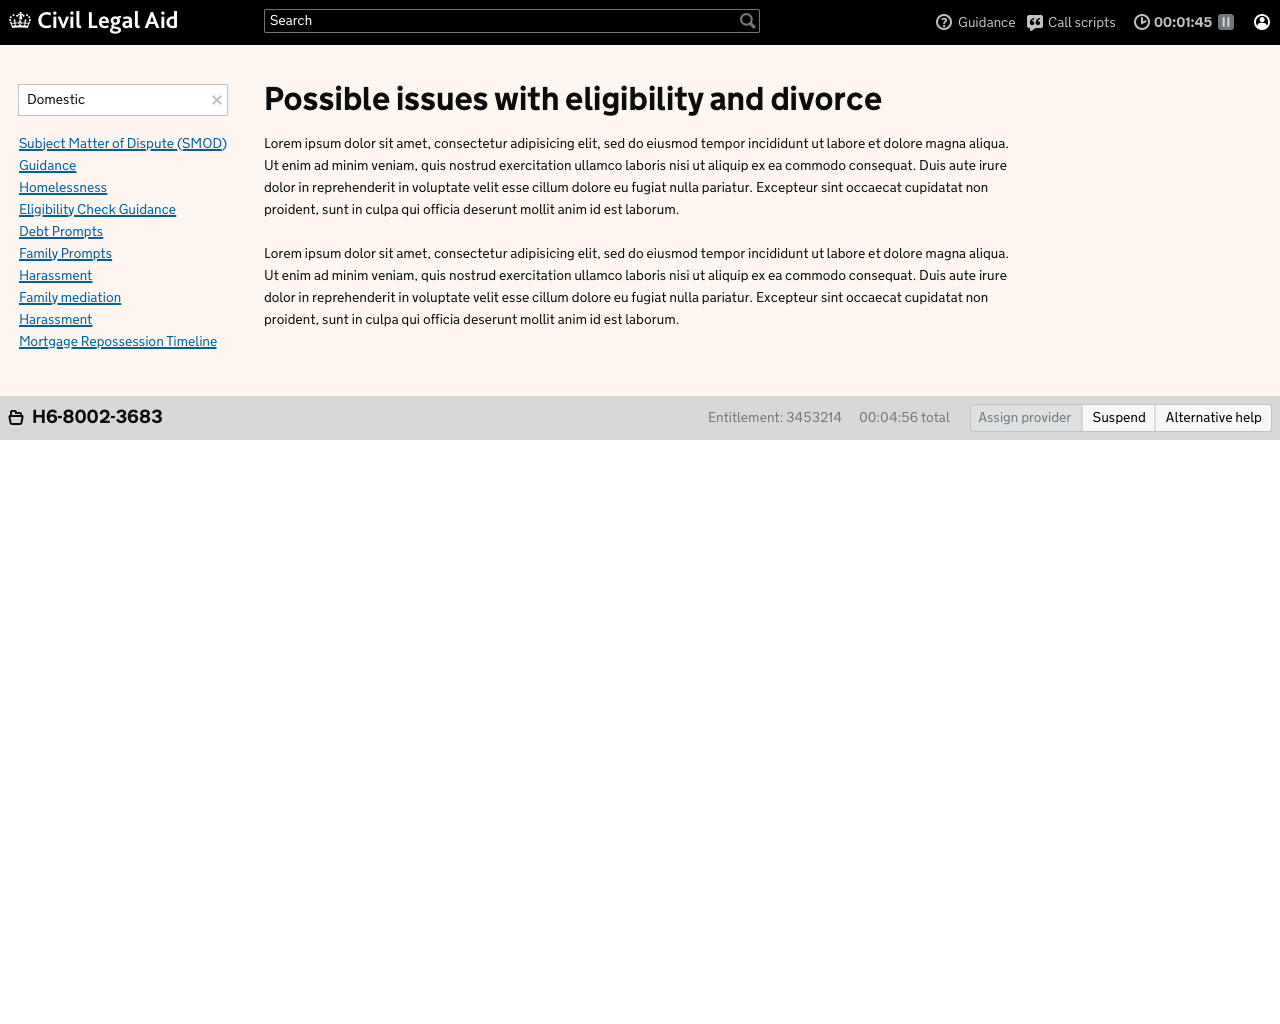 Civil Legal Aid
Search
Guidance
Call scripts
00:01:45
Domestic
Subject Matter of Dispute (SMOD)
Guidance
Homelessness
Eligibility Check Guidance
Debt Prompts
Family Prompts
Harassment
Family mediation
Harassment
Mortgage Repossession Timeline
Possible issues with eligibility and divorce
Lorem ipsum dolor sit amet, consectetur adipisicing elit, sed do eiusmod tempor incididunt ut labore et dolore magna aliqua.
Ut enim ad minim veniam, quis nostrud exercitation ullamco laboris nisi ut aliquip ex ea commodo consequat. Duis aute irure
dolor in reprehenderit in voluptate velit esse cillum dolore eu fugiat nulla pariatur. Excepteur sint occaecat cupidatat non
proident, sunt in culpa qui officia deserunt mollit anim id est laborum.
Lorem ipsum dolor sit amet, consectetur adipisicing elit, sed do eiusmod tempor incididunt ut labore et dolore magna aliqua.
Ut enim ad minim veniam, quis nostrud exercitation ullamco laboris nisi ut aliquip ex ea commodo consequat. Duis aute irure
dolor in reprehenderit in voluptate velit esse cillum dolore eu fugiat nulla pariatur. Excepteur sint occaecat cupidatat non
proident, sunt in culpa qui officia deserunt mollit anim id est laborum.
H6-8002-3683
Entitlement: 3453214
00:04:56 total
Assign provider
Suspend
Alternative help